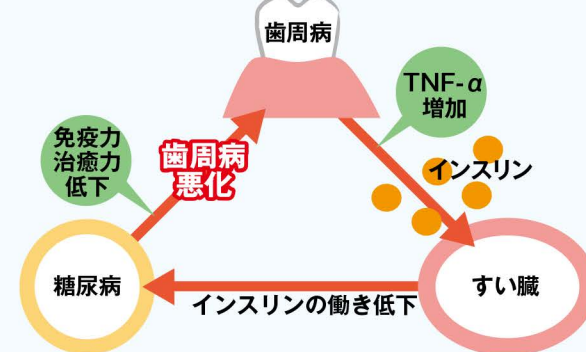 歯周病
TNF-α
増加
免疫力
治癒力
低下
歯周病
悪化
インスリン
糖尿病
すい臓
インスリンの働き低下